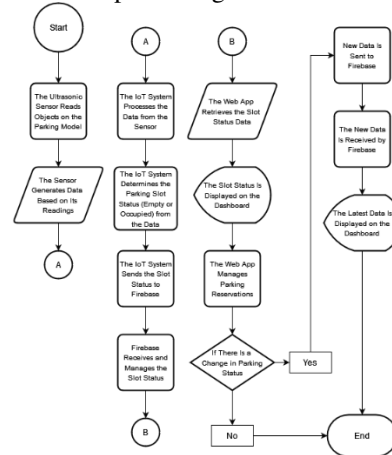 Start
The Ultrasonic
Sensor Reads
Objects on the
Parking Model
The Sensor
Generates Data
Based on Its
Readings
A
A
The IoT System
Processes the
Data from the
Sensor
The IoT System
Determines the
Parking Slot
Status (Empty or
Occupied) from
the Data
The IoT System
Sends the Slot
Status to
Firebase
Firebase
Receives and
Manages the
Slot Status
B
B
The Web App
Retrieves the Slot
Status Data
The Slot Status Is
Displayed on the
Dashboard
The Web App
Manages
Parking
Reservations
If There Is a
Change in Parking
Status
Yes
No
New Data Is
Sent to
Firebase
The New Data
Is Received by
Firebase
The Latest Data Is
Displayed on the
Dashboard
End